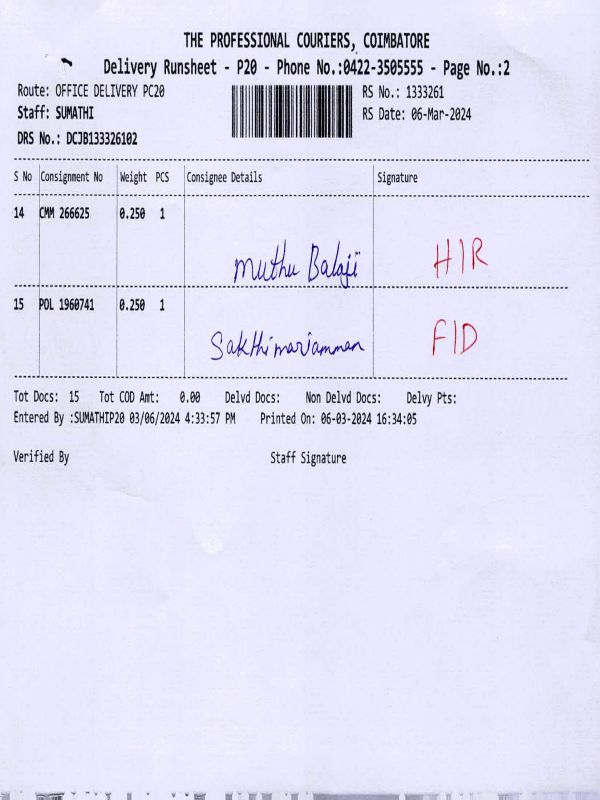 THE PROFESSIONAL COURIERS, COIMBATORE
Delivery Runsheet - P20 - Phone No.:0422-3505555 - Page No.:2
Route: OFFICE DELIVERY PC20 RS No.: 1333261
Staff: SUMATHI RS Date: 06-Mar-2024
DRS No.: DCJB133326102
S No Consignment No Weight PCS Consignee Details Signature
14 CMM 266625 0.250 1
Muthu Balaji HIR
15 POL 1960741 0.250 1
Sakthimariamman FID
Tot Docs: 15 Tot COD Amt: 0.00 Delvd Docs: Non Delvd Docs: Delvy Pts:
Entered By :SUMATHIP20 03/06/2024 4:33:57 PM Printed On: 06-03-2024 16:34:05
Verified By Staff Signature